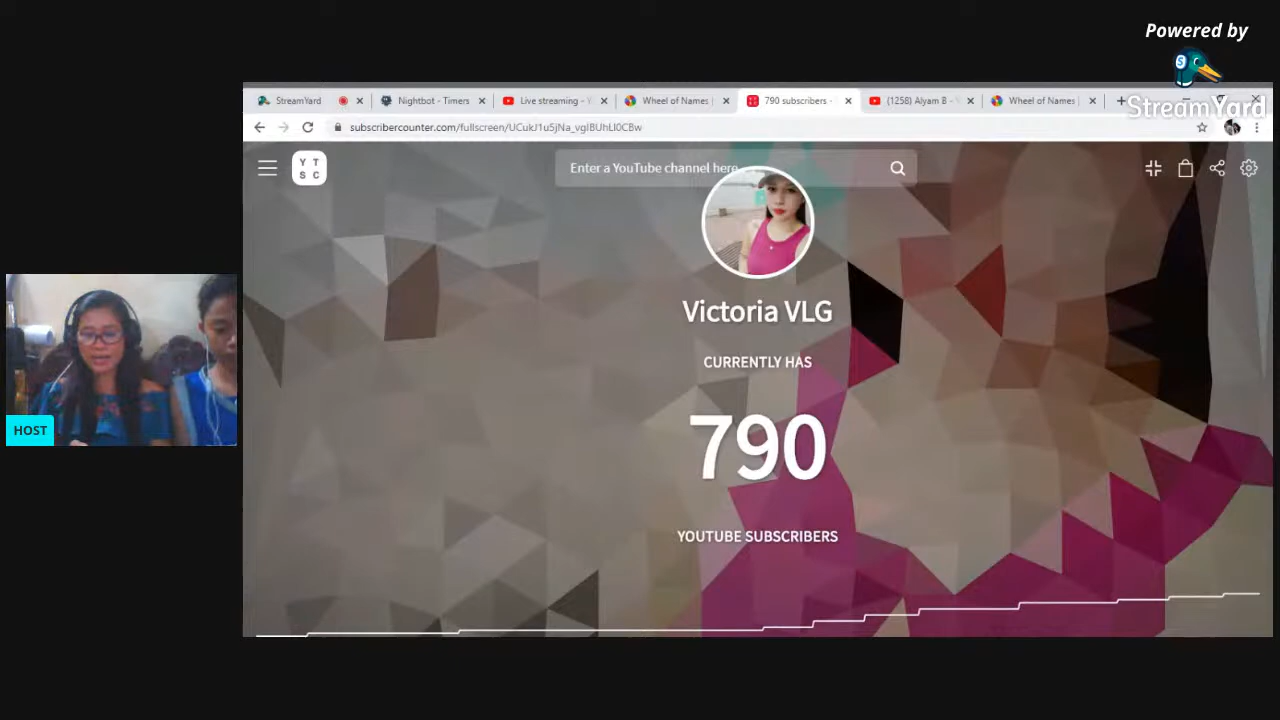 Powered by
StreamYard
StreamYard
Nightbot - Timers
Live streaming - Y
Wheel of Names |
790 subscribers -
(1258) Alyam B -
Wheel of Names |
subscribercounter.com/fullscreen/
Y T
S C
Enter a YouTube channel here
Victoria VLG
CURRENTLY HAS
790
YOUTUBE SUBSCRIBERS
HOST